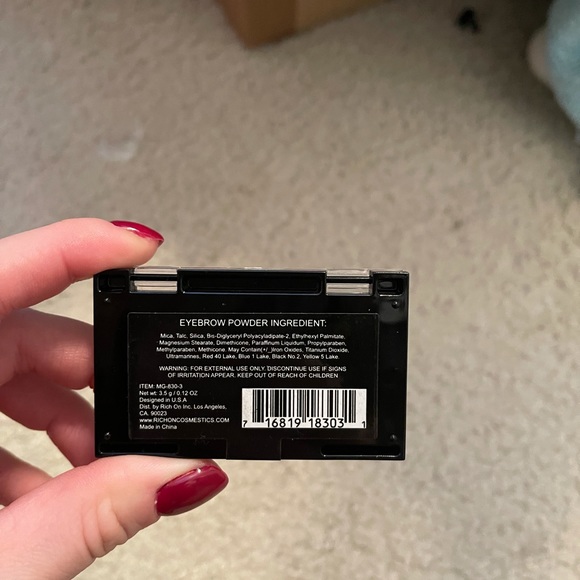 EYEBROW POWDER INGREDIENT:
Mica, Talc, Silica, Bis-Diglyceryl Polyacyladipate-2, Ethylhexyl Palmitate,
Magnesium Stearate, Dimethicone, Paraffinum Liquidum, Propylparaben,
Methylparaben, Methicone. May Contain(+/_)Iron Oxides, Titanium Dioxide,
Ultramarines, Red 40 Lake, Blue 1 Lake, Black No.2, Yellow 5 Lake.
WARNING: FOR EXTERNAL USE ONLY. DISCONTINUE USE IF SIGNS
OF IRRITATION APPEAR. KEEP OUT OF REACH OF CHILDREN
ITEM: MG-830-3
Net wt: 3.5 g / 0.12 OZ
Designed in U.S.A
Dist. by Rich On Inc. Los Angeles,
CA. 90023
www.RICHONCOSMETICS.COM
Made in China
7 16819 18303 1